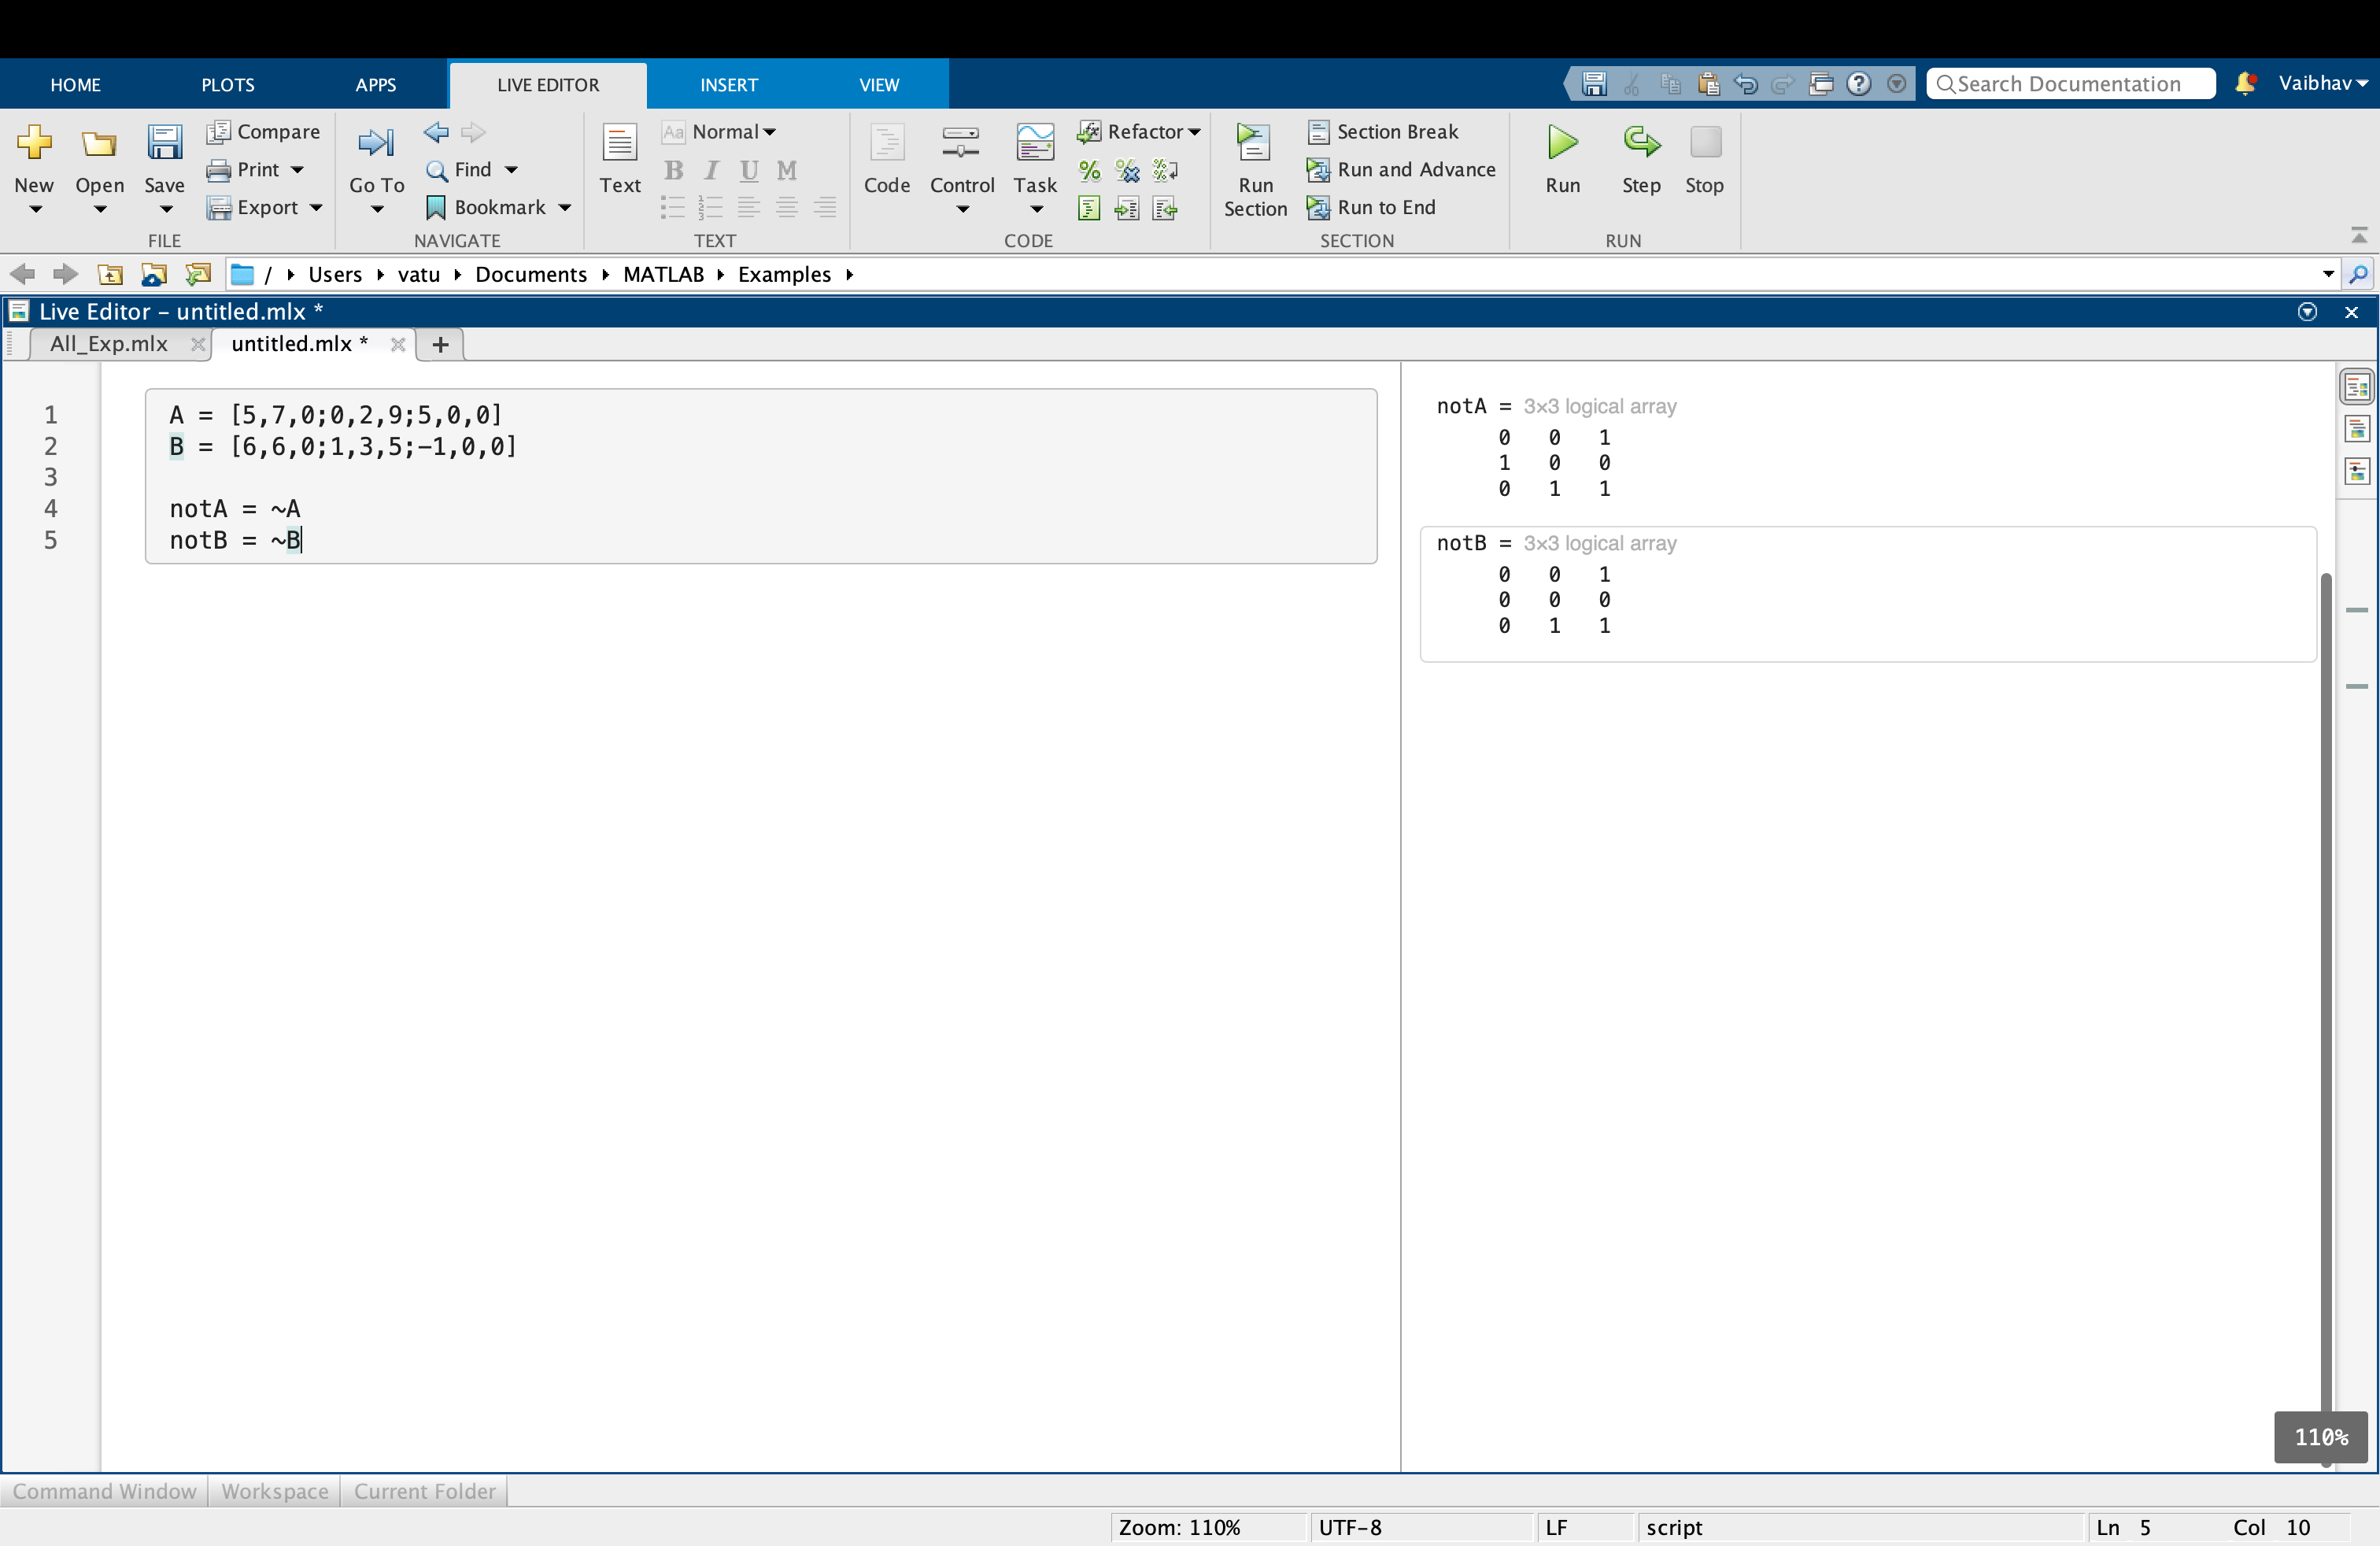 HOME PLOTS APPS LIVE EDITOR INSERT VIEW Search Documentation Vaibhav
New Open Save Compare Print Export FILE
Go To Find Bookmark NAVIGATE
Text Aa Normal B I U M TEXT
Code Control Task Refactor CODE
Run Section Section Break Run and Advance Run to End SECTION
Run Step Stop RUN
/ Users vatu Documents MATLAB Examples
Live Editor - untitled.mlx *
All_Exp.mlx untitled.mlx * +
1 A = [5,7,0;0,2,9;5,0,0]
2 B = [6,6,0;1,3,5;-1,0,0]
3
4 notA = ~A
5 notB = ~B
notA = 3×3 logical array
0 0 1
1 0 0
0 1 1
notB = 3×3 logical array
0 0 1
0 0 0
0 1 1
110%
Command Window Workspace Current Folder
Zoom: 110% UTF-8 LF script Ln 5 Col 10